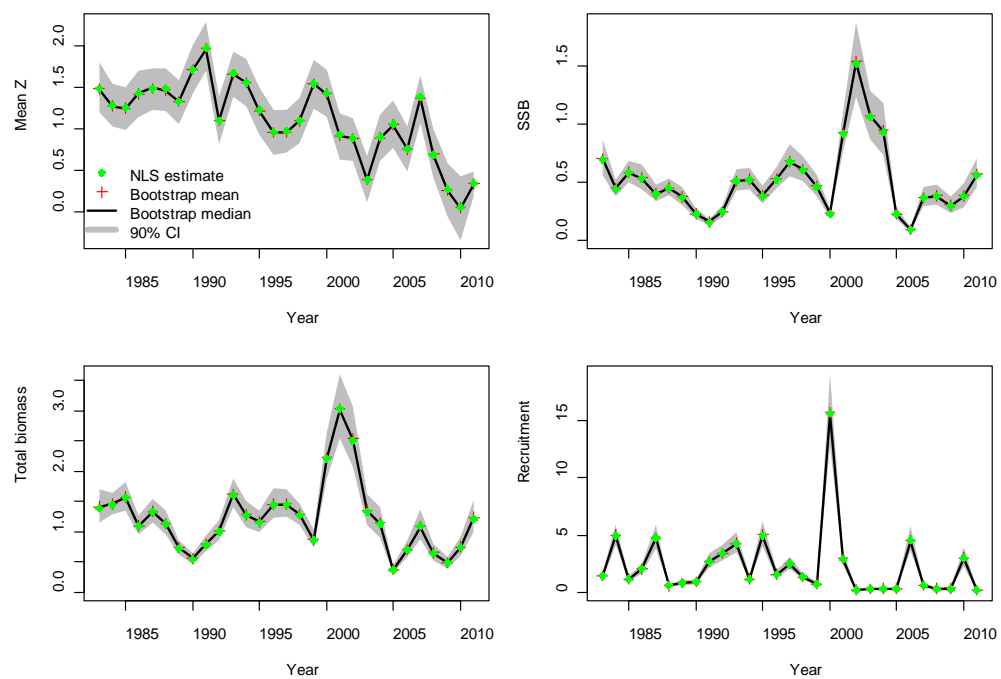 Mean Z
0.0 0.5 1.0 1.5 2.0
NLS estimate
Bootstrap mean
Bootstrap median
90% CI
1985 1990 1995 2000 2005 2010
Year
SSB
0.0 0.5 1.0 1.5
1985 1990 1995 2000 2005 2010
Year
Total biomass
0.0 1.0 2.0 3.0
1985 1990 1995 2000 2005 2010
Year
Recruitment
0 5 10 15
1985 1990 1995 2000 2005 2010
Year